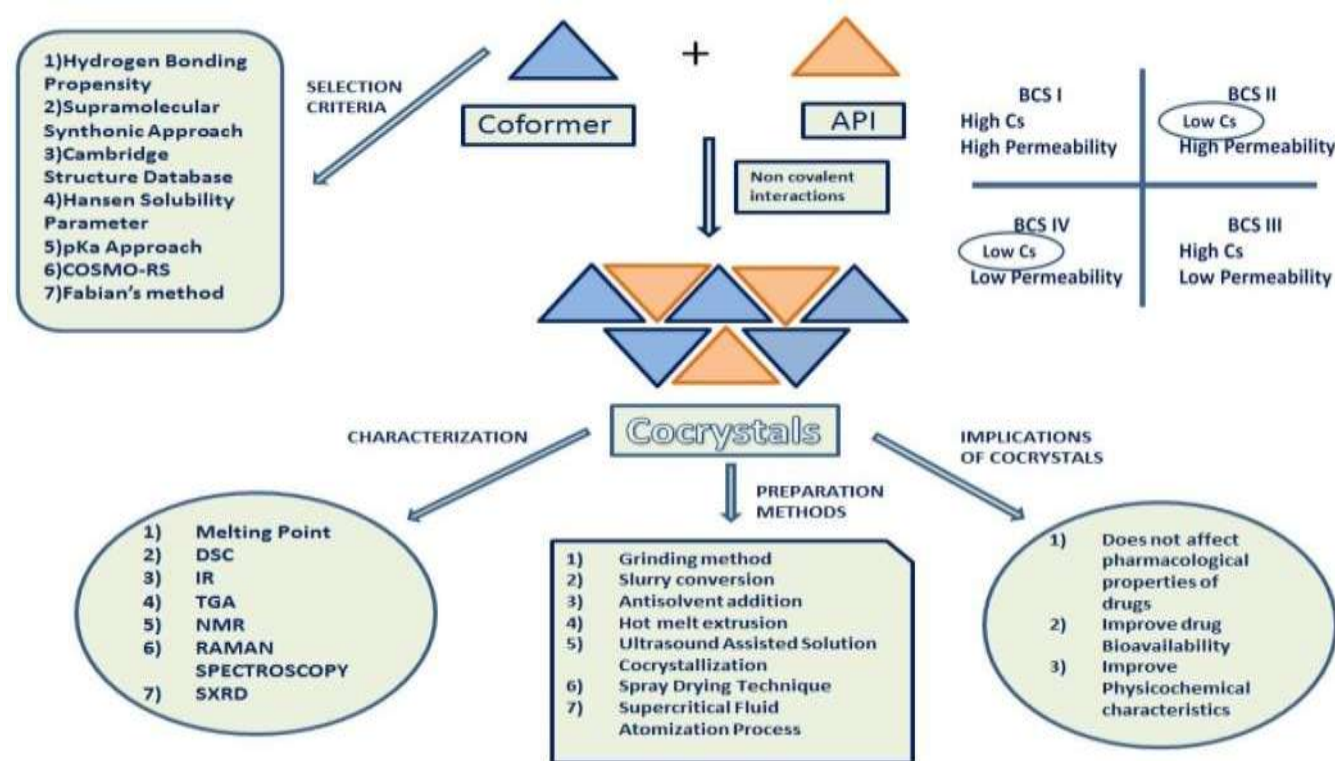 1)Hydrogen Bonding
Propensity
2)Supramolecular
Synthonic Approach
3)Cambridge
Structure Database
4)Hansen Solubility
Parameter
5)pKa Approach
6)COSMO-RS
7)Fabian's method
SELECTION
CRITERIA
+
Coformer
API
Non covalent
interactions
BCS I
High Cs
High Permeability
BCS II
Low Cs
High Permeability
BCS IV
Low Cs
Low Permeability
BCS III
High Cs
Low Permeability
Cocrystals
CHARACTERIZATION
PREPARATION
METHODS
IMPLICATIONS
OF COCRYSTALS
1) Melting Point
2) DSC
3) IR
4) TGA
5) NMR
6) RAMAN
SPECTROSCOPY
7) SXRD
1) Grinding method
2) Slurry conversion
3) Antisolvent addition
4) Hot melt extrusion
5) Ultrasound Assisted Solution
Cocrystallization
6) Spray Drying Technique
7) Supercritical Fluid
Atomization Process
1) Does not affect
pharmacological
properties of
drugs
2) Improve drug
Bioavailability
3) Improve
Physicochemical
characteristics